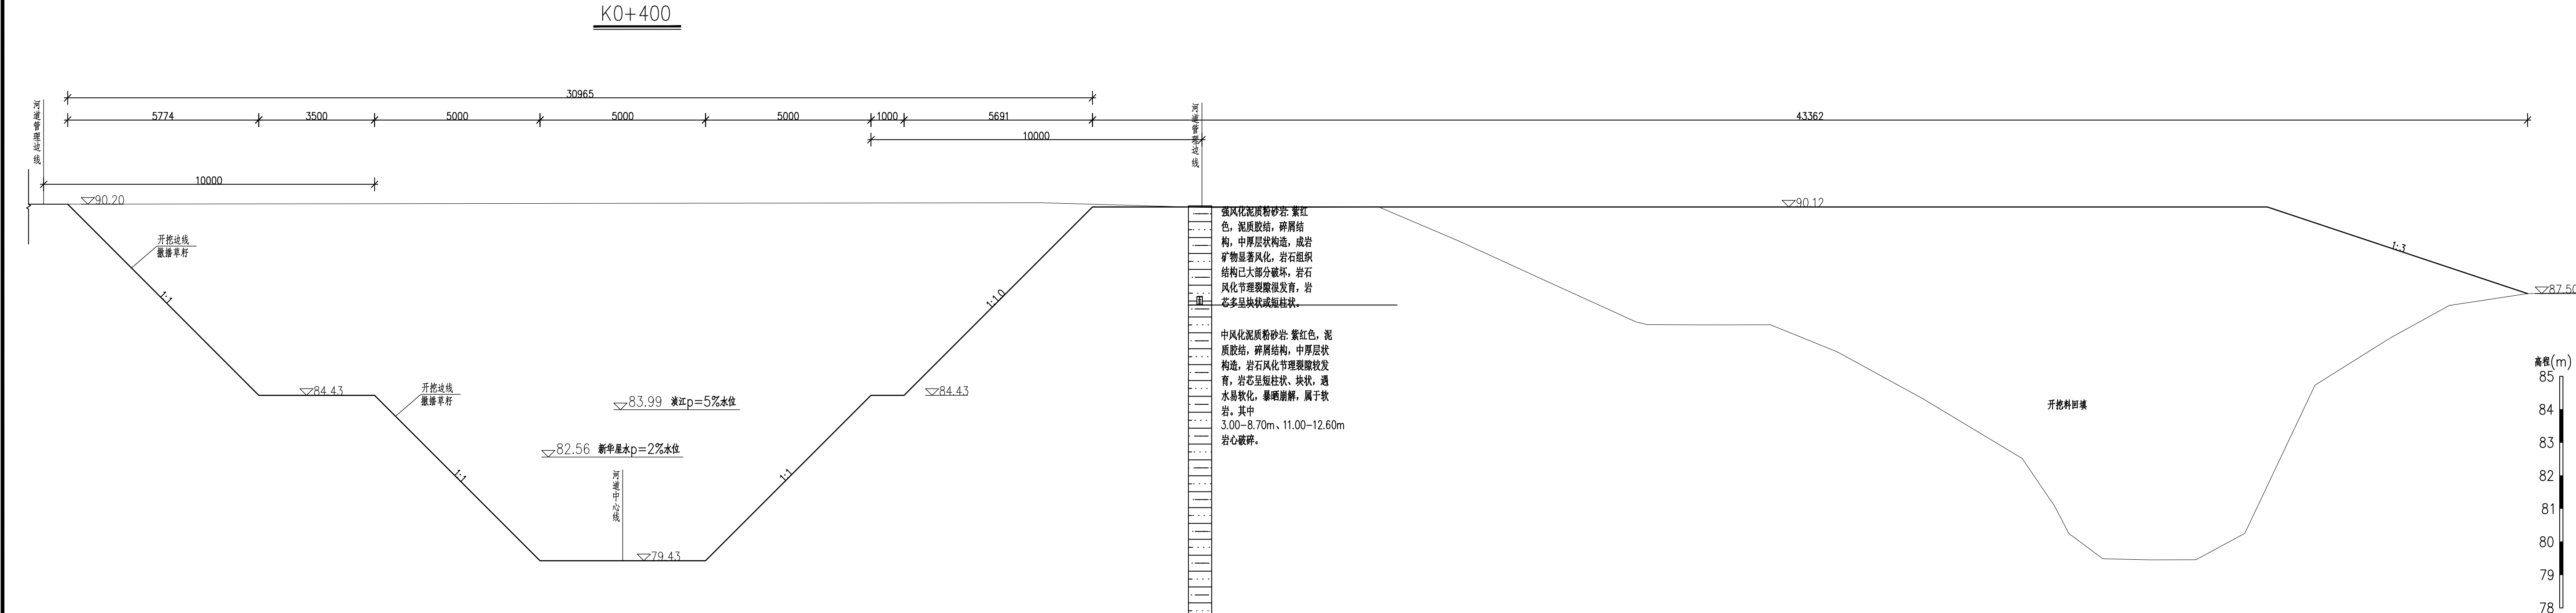 K0+400
30965
5774
3500
5000
5000
5000
1000
5691
43362
10000
10000
河道管理边线
河道管理边线
90.20
90.12
87.50
开挖边线
撒播草籽
1:1
1:1.0
1:3
84.43
开挖边线
撒播草籽
84.43
83.99 浈江p=5%水位
82.56 新华屋水p=2%水位
河道中心线
1:1
1:1
79.43
强风化泥质粉砂岩: 紫红
色，泥质胶结，碎屑结
构，中厚层状构造，成岩
矿物显著风化，岩石组织
结构已大部分破坏，岩石
风化节理裂隙很发育，岩
芯多呈块状或短柱状。
中风化泥质粉砂岩: 紫红色，泥
质胶结，碎屑结构，中厚层状
构造，岩石风化节理裂隙较发
育，岩芯呈短柱状、块状，遇
水易软化，暴晒崩解，属于软
岩。其中
3.00-8.70m、11.00-12.60m
岩心破碎。
开挖料回填
高程(m)
85
84
83
82
81
80
79
78